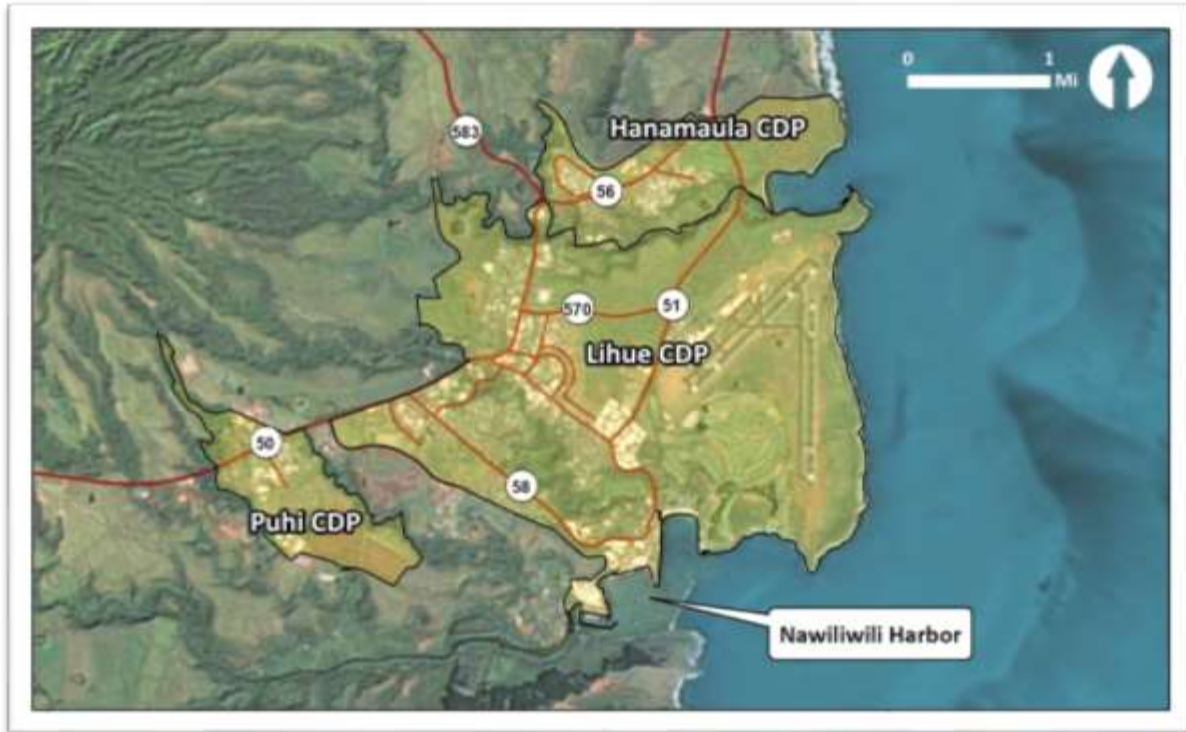 0 1
Mi
Hanamaula CDP
583
56
570
51
Lihue CDP
50
58
Puhi CDP
Nawiliwili Harbor